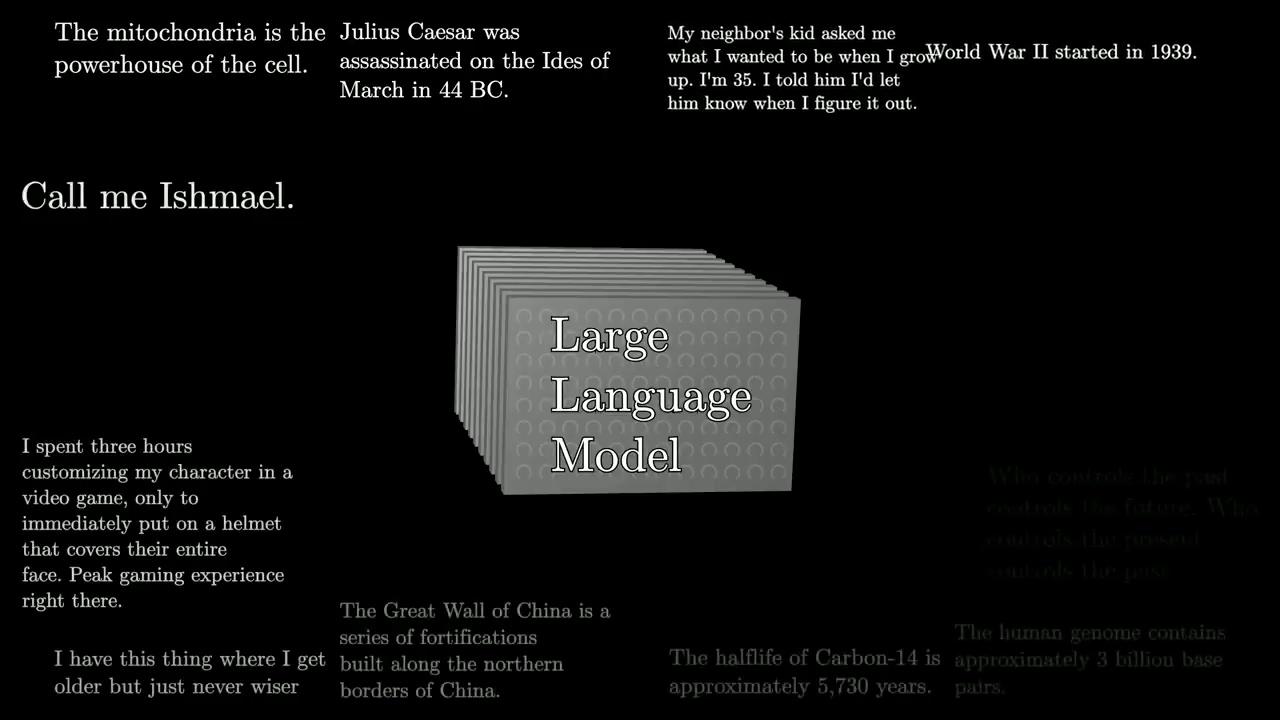 The mitochondria is the
powerhouse of the cell.
Julius Caesar was
assassinated on the Ides of
March in 44 BC.
My neighbor's kid asked me
what I wanted to be when I grow
up. I'm 35. I told him I'd let
him know when I figure it out.
World War II started in 1939.
Call me Ishmael.
Large
Language
Model
I spent three hours
customizing my character in a
video game, only to
immediately put on a helmet
that covers their entire
face. Peak gaming experience
right there.
Who controls the past
controls the future. Who
controls the present
controls the past
I have this thing where I get
older but just never wiser
The Great Wall of China is a
series of fortifications
built along the northern
borders of China.
The halflife of Carbon-14 is
approximately 5,730 years.
The human genome contains
approximately 3 billion base
pairs.